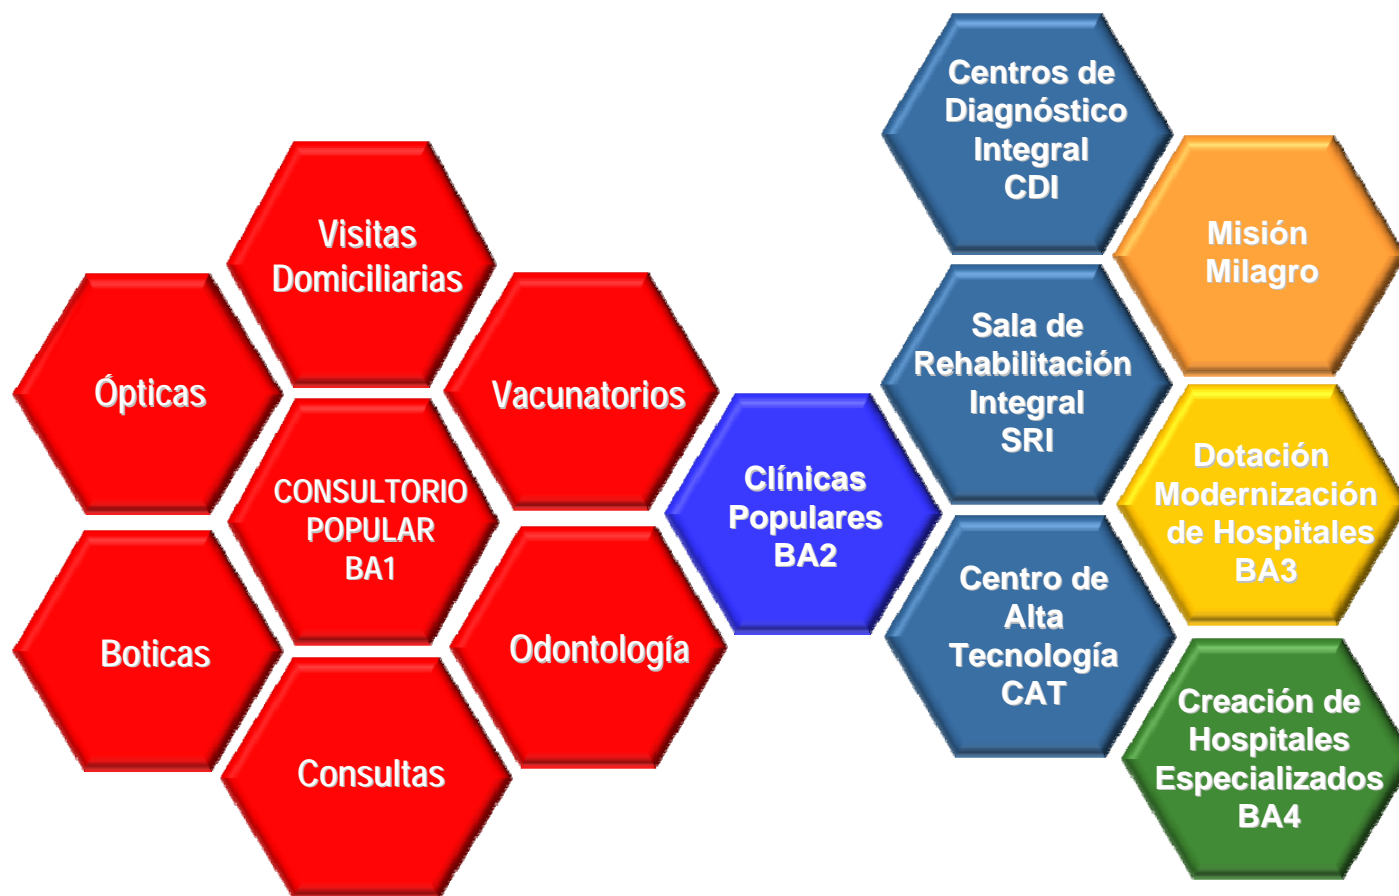 Visitas
Domiciliarias
Ópticas
Vacunatorios
CONSULTORIO
POPULAR
BA1
Boticas
Odontología
Consultas
Clínicas
Populares
BA2
Centros de
Diagnóstico
Integral
CDI
Sala de
Rehabilitación
Integral
SRI
Centro de
Alta
Tecnología
CAT
Misión
Milagro
Dotación
Modernización
de Hospitales
BA3
Creación de
Hospitales
Especializados
BA4